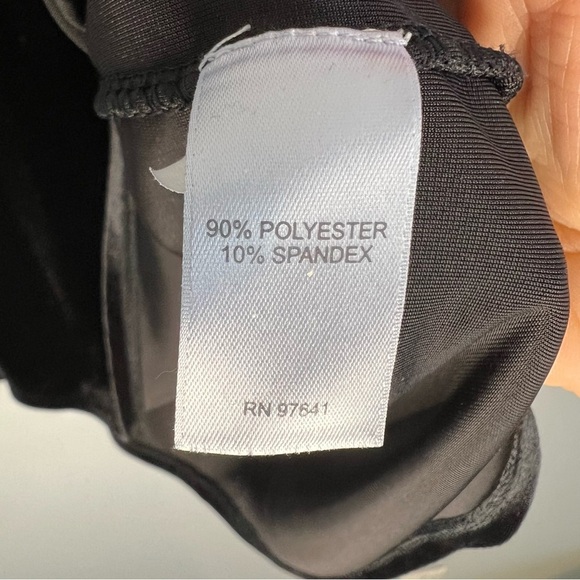 90% POLYESTER
10% SPANDEX
RN 97641